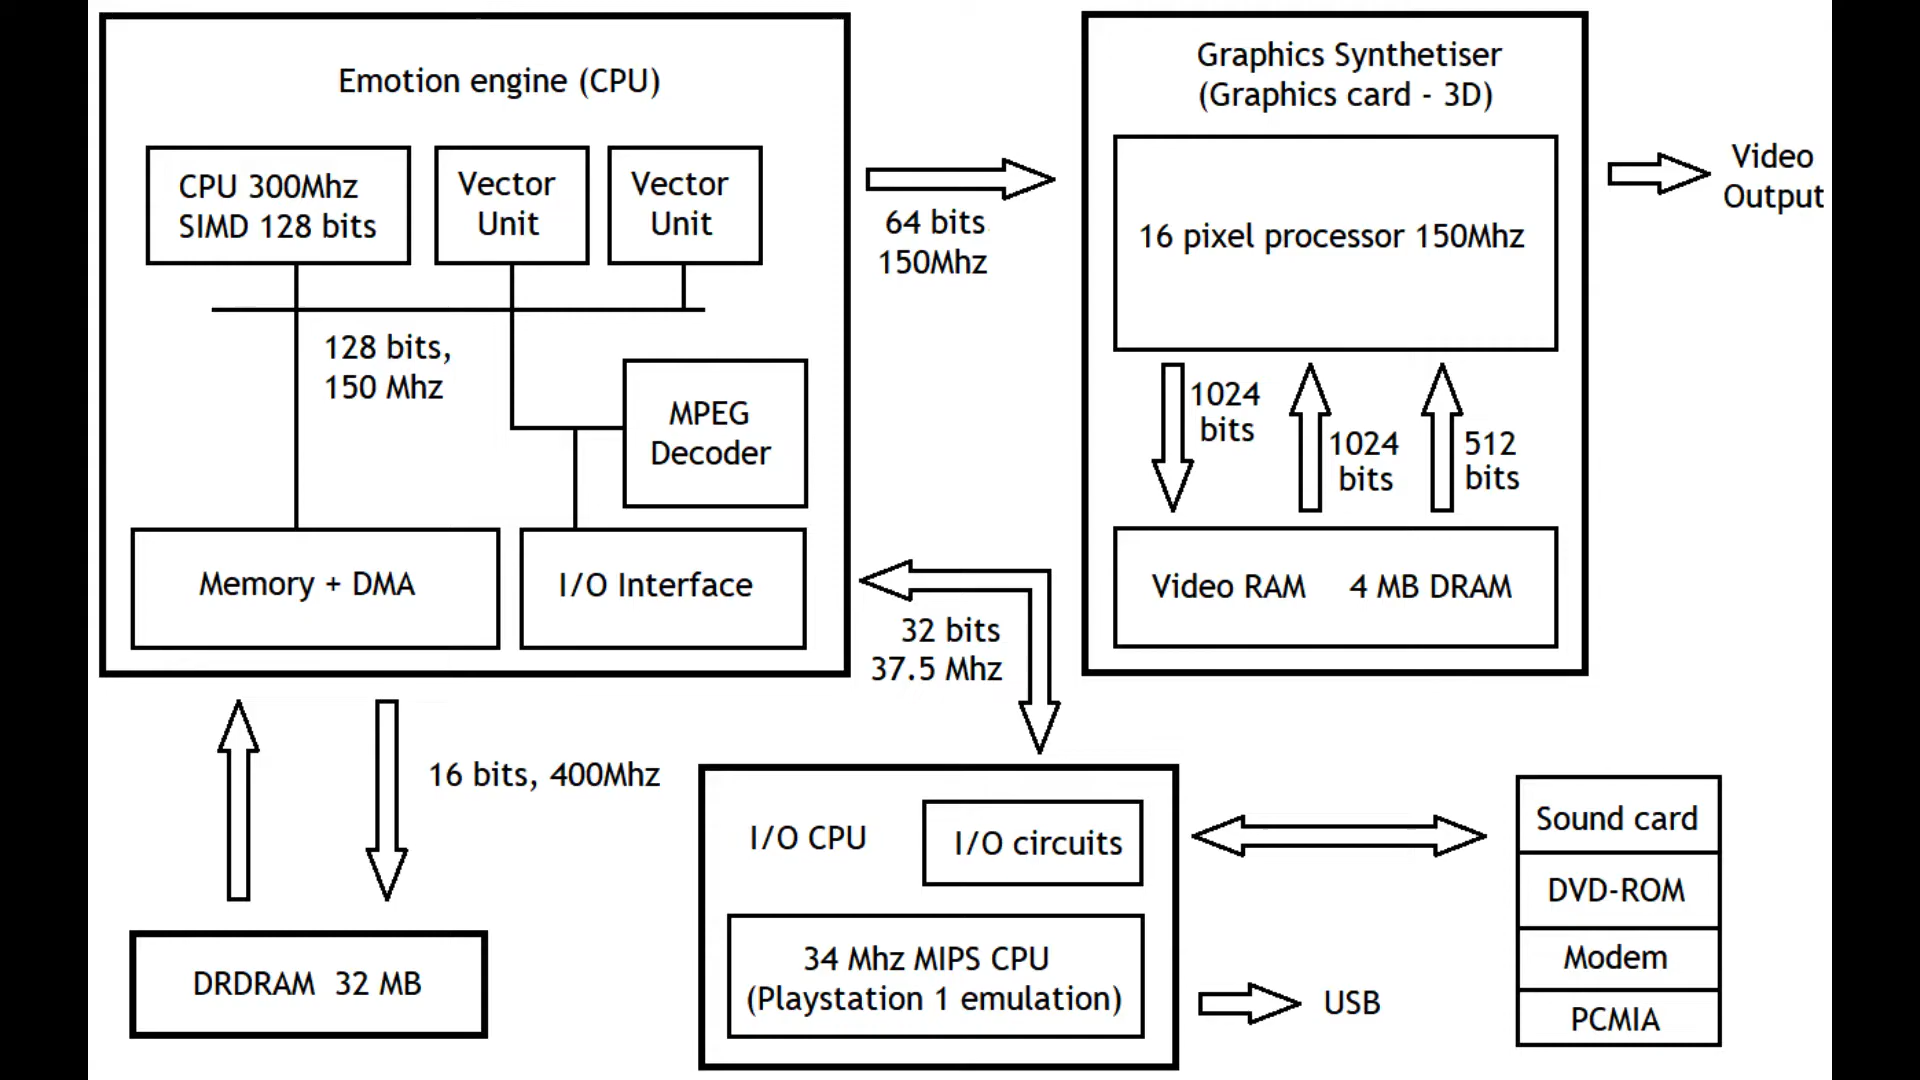 Emotion engine (CPU)
CPU 300Mhz
SIMD 128 bits
Vector
Unit
Vector
Unit
128 bits,
150 Mhz
MPEG
Decoder
Memory + DMA
I/O Interface
64 bits
150Mhz
Graphics Synthetiser
(Graphics card - 3D)
16 pixel processor 150Mhz
1024
bits
1024
bits
512
bits
Video RAM 4 MB DRAM
Video
Output
32 bits
37.5 Mhz
16 bits, 400Mhz
DRDRAM 32 MB
I/O CPU
I/O circuits
34 Mhz MIPS CPU
(Playstation 1 emulation)
USB
Sound card
DVD-ROM
Modem
PCMIA